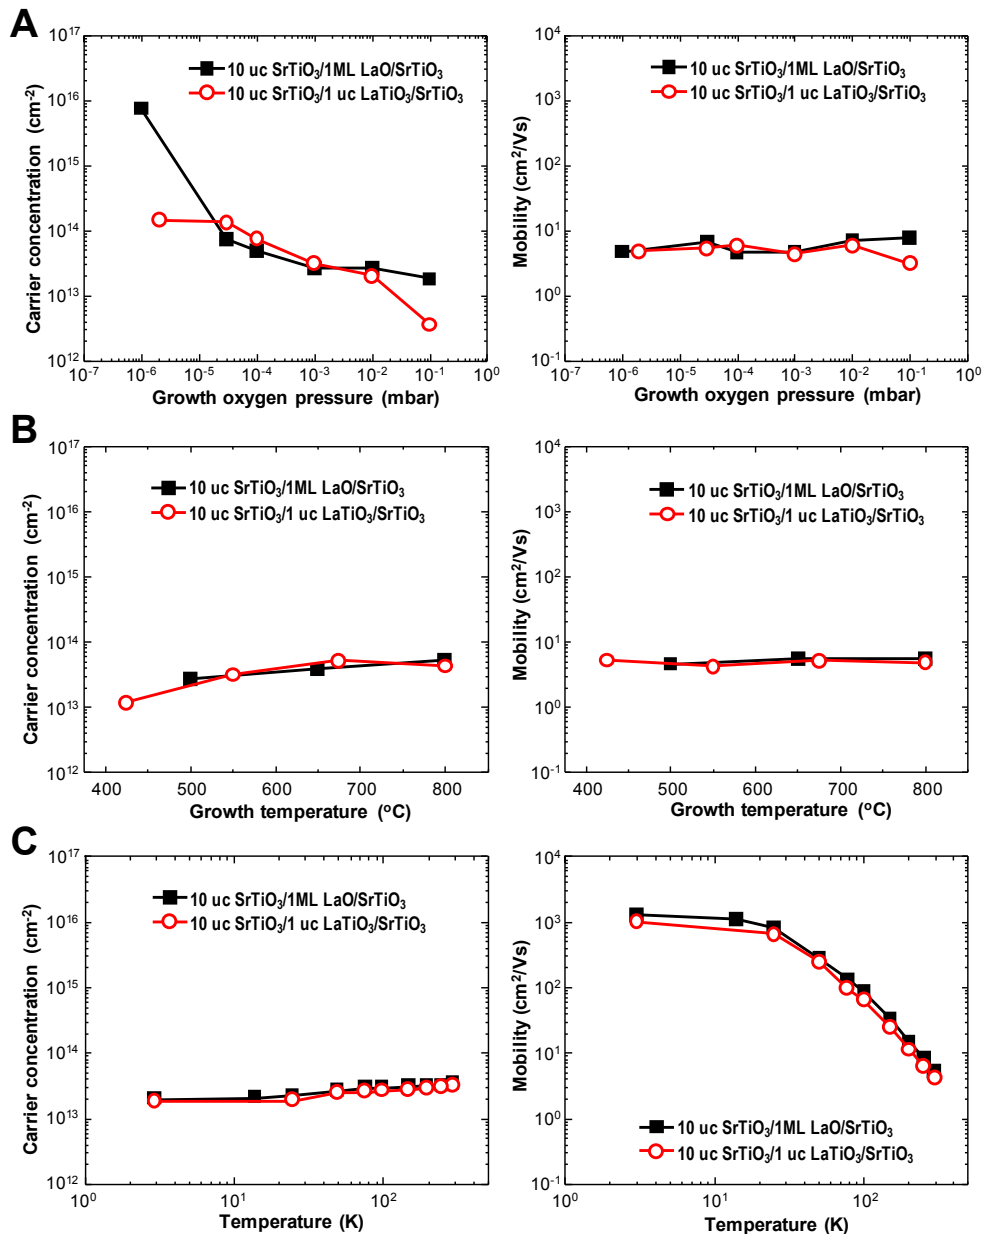 A
Carrier concentration (cm⁻²)
10¹⁷
10¹⁶
10¹⁵
10¹⁴
10¹³
10¹²
10 uc SrTiO₃/1ML LaO/SrTiO₃
10 uc SrTiO₃/1 uc LaTiO₃/SrTiO₃
10⁻⁷ 10⁻⁶ 10⁻⁵ 10⁻⁴ 10⁻³ 10⁻² 10⁻¹ 10⁰
Growth oxygen pressure (mbar)
Mobility (cm²/Vs)
10⁴
10³
10²
10¹
10⁰
10⁻¹
10 uc SrTiO₃/1ML LaO/SrTiO₃
10 uc SrTiO₃/1 uc LaTiO₃/SrTiO₃
10⁻⁷ 10⁻⁶ 10⁻⁵ 10⁻⁴ 10⁻³ 10⁻² 10⁻¹ 10⁰
Growth oxygen pressure (mbar)
B
Carrier concentration (cm⁻²)
10¹⁷
10¹⁶
10¹⁵
10¹⁴
10¹³
10¹²
10 uc SrTiO₃/1ML LaO/SrTiO₃
10 uc SrTiO₃/1 uc LaTiO₃/SrTiO₃
400 500 600 700 800
Growth temperature (°C)
Mobility (cm²/Vs)
10⁴
10³
10²
10¹
10⁰
10⁻¹
10 uc SrTiO₃/1ML LaO/SrTiO₃
10 uc SrTiO₃/1 uc LaTiO₃/SrTiO₃
400 500 600 700 800
Growth temperature (°C)
C
Carrier concentration (cm⁻²)
10¹⁷
10¹⁶
10¹⁵
10¹⁴
10¹³
10¹²
10 uc SrTiO₃/1ML LaO/SrTiO₃
10 uc SrTiO₃/1 uc LaTiO₃/SrTiO₃
10⁰ 10¹ 10²
Temperature (K)
Mobility (cm²/Vs)
10⁴
10³
10²
10¹
10⁰
10⁻¹
10 uc SrTiO₃/1ML LaO/SrTiO₃
10 uc SrTiO₃/1 uc LaTiO₃/SrTiO₃
10⁰ 10¹ 10²
Temperature (K)